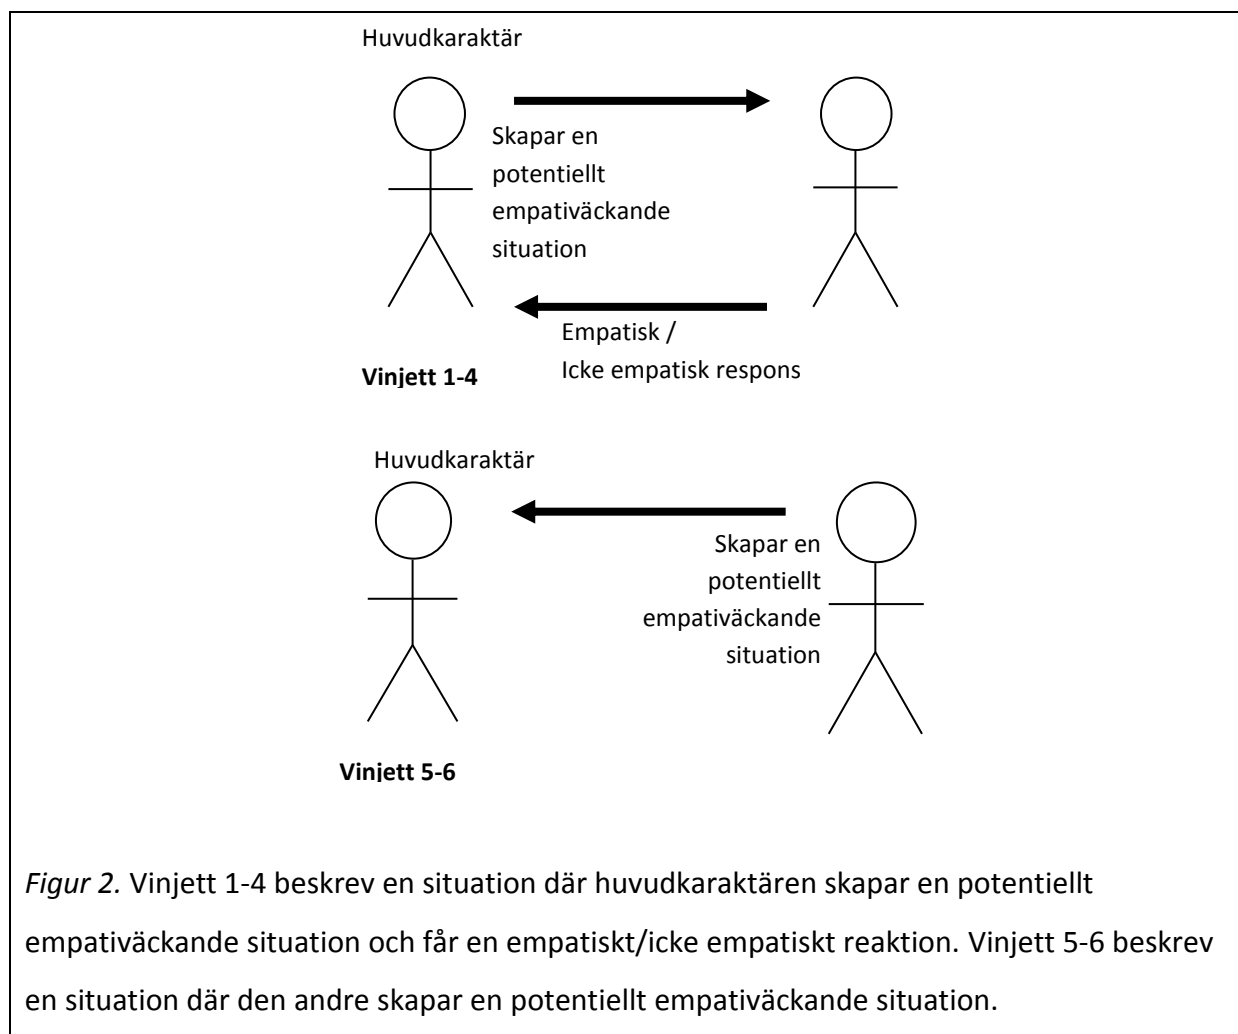 Huvudkaraktär
Skapar en
potentiellt
empativäckande
situation
Empatisk /
Icke empatisk respons
Vinjett 1-4
Huvudkaraktär
Skapar en
potentiellt
empativäckande
situation
Vinjett 5-6
Figur 2. Vinjett 1-4 beskrev en situation där huvudkaraktären skapar en potentiellt
empativäckande situation och får en empatiskt/icke empatiskt reaktion. Vinjett 5-6 beskrev
en situation där den andre skapar en potentiellt empativäckande situation.